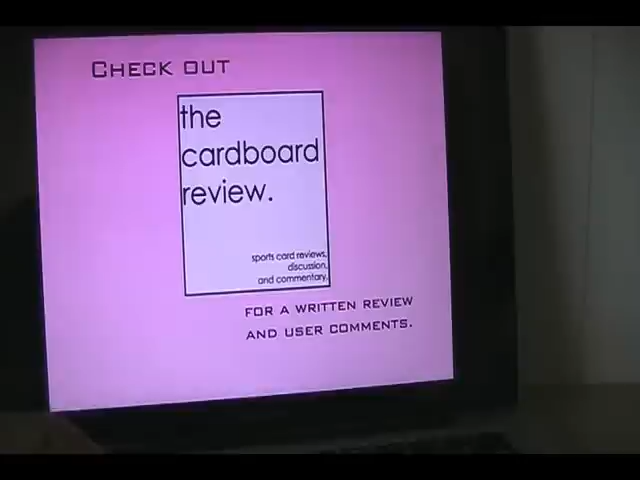 CHECK OUT
the
cardboard
review.
sports card reviews,
discussion,
and commentary.
FOR A WRITTEN REVIEW
AND USER COMMENTS.